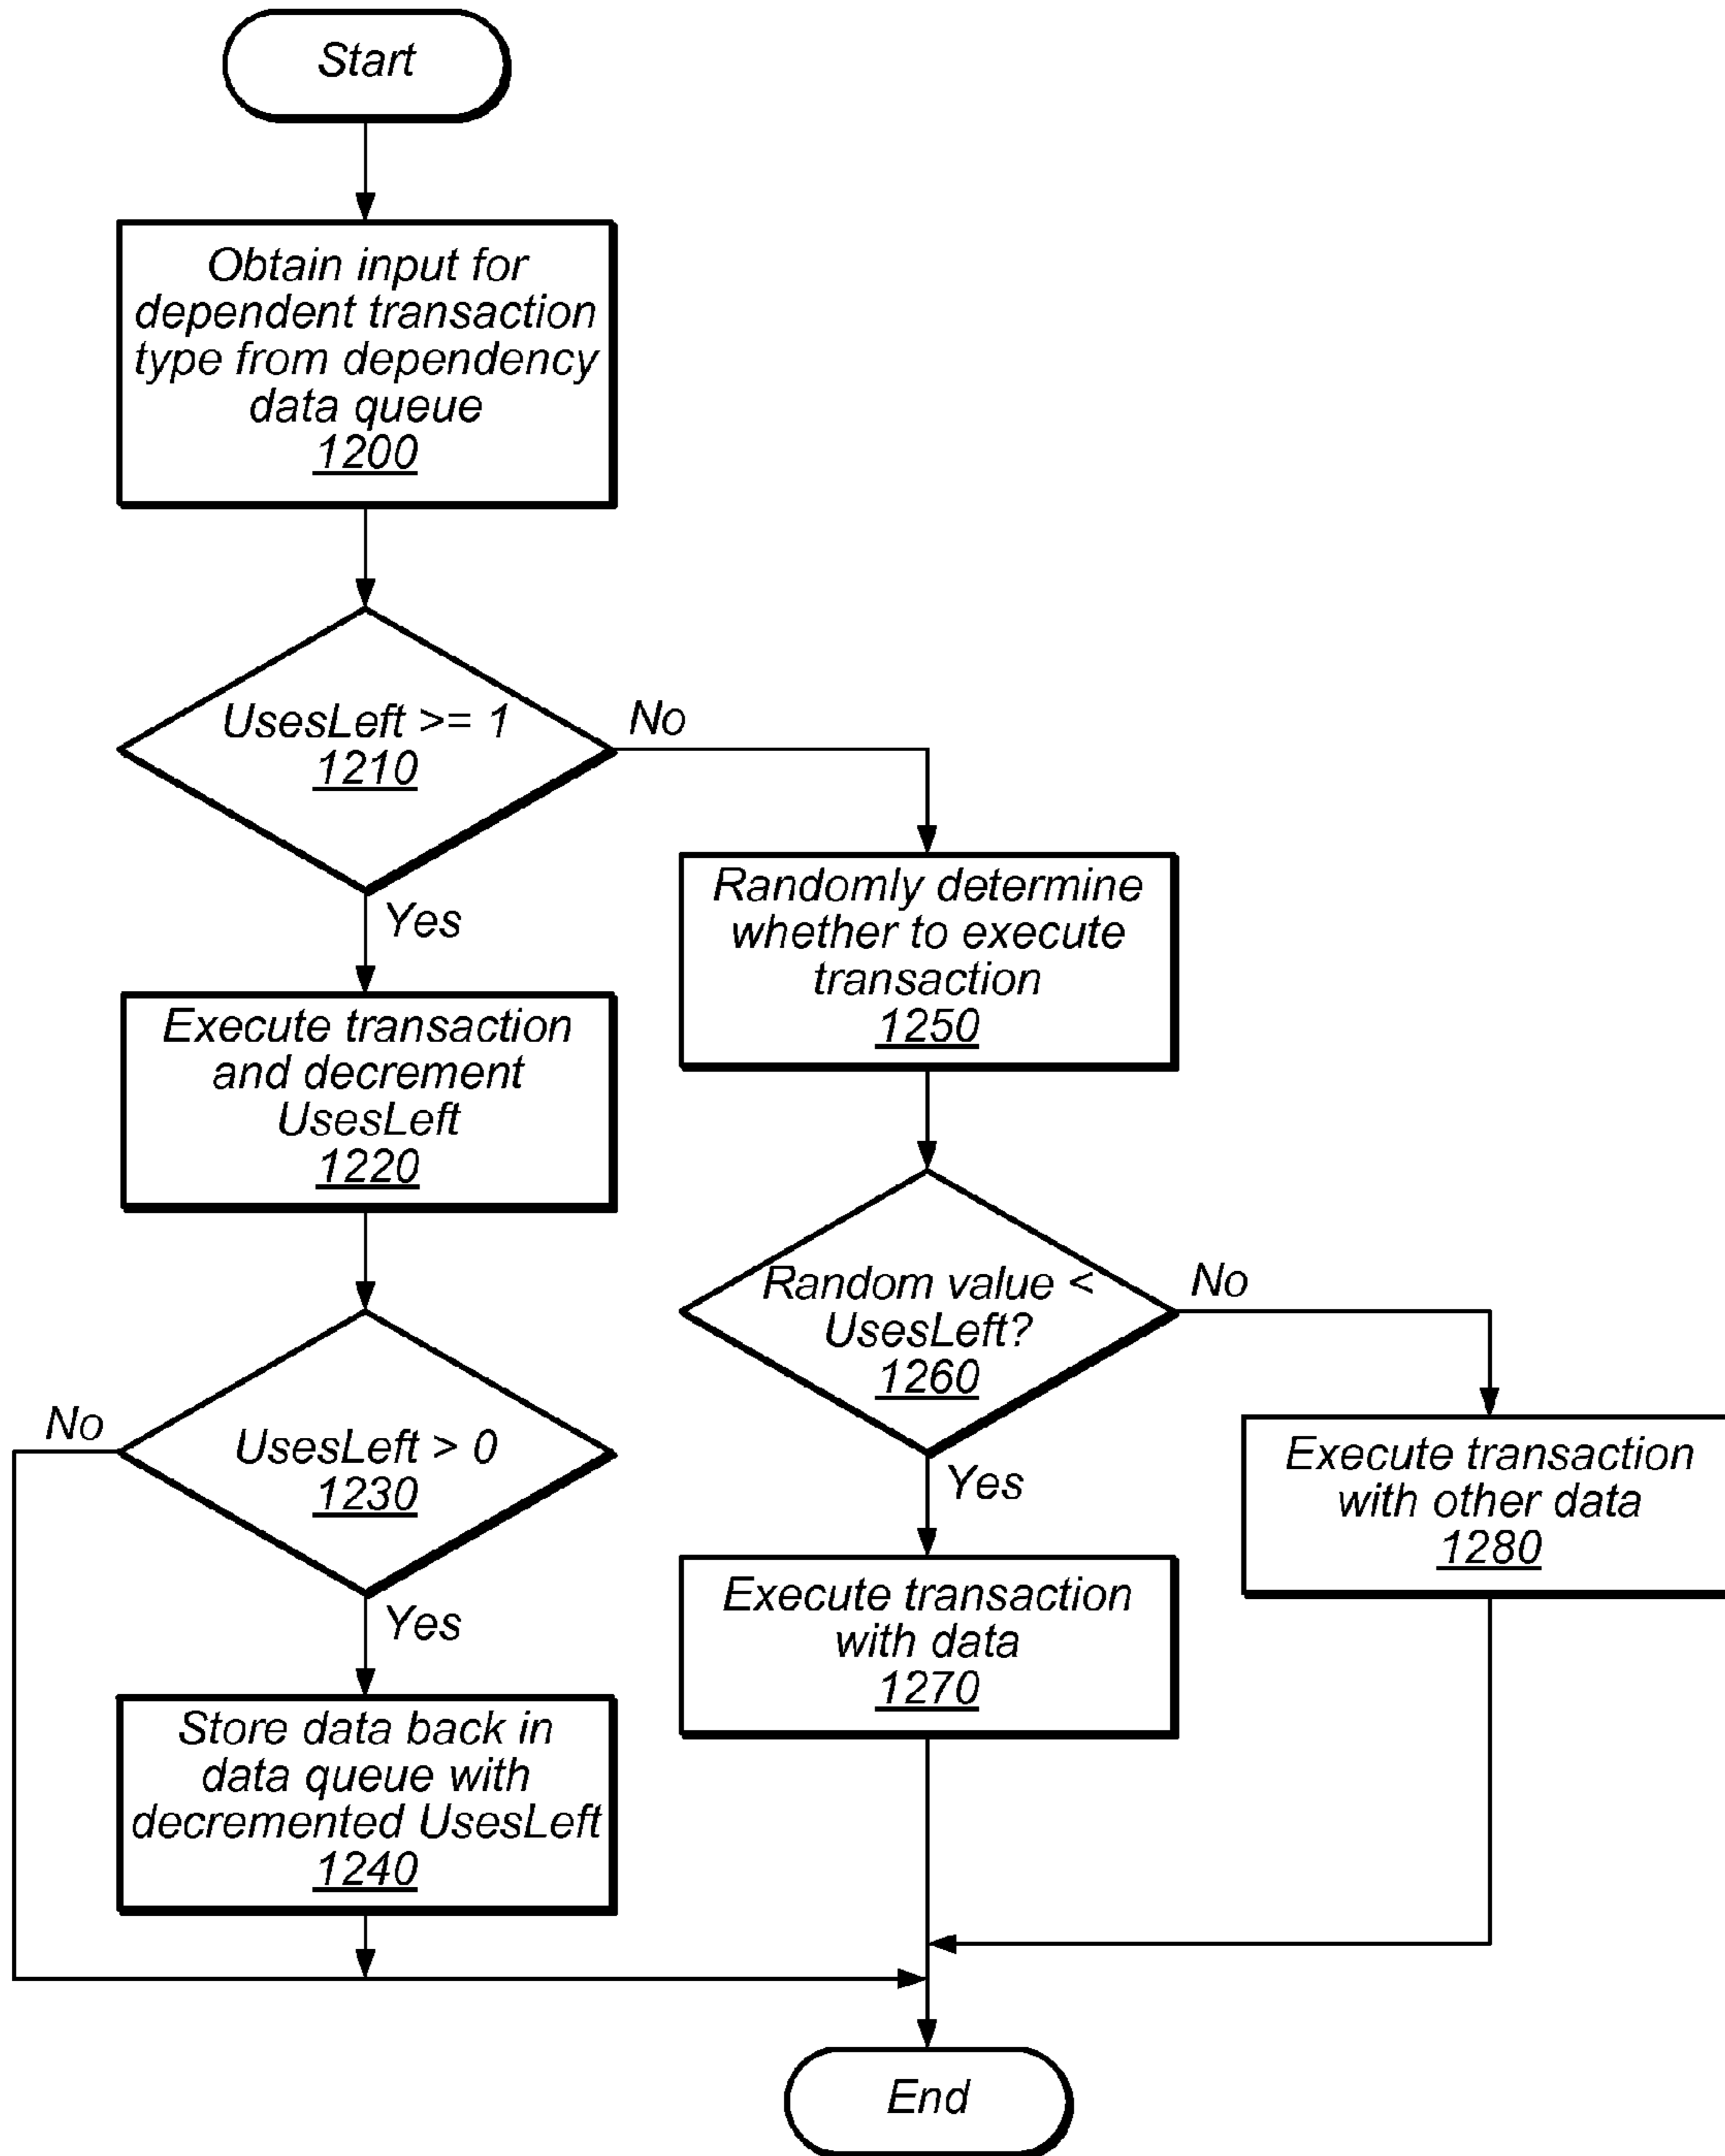 Start
Obtain input for
dependent transaction
type from dependency
data queue
1200
UsesLeft >= 1
1210
No
Yes
Execute transaction
and decrement
UsesLeft
1220
Randomly determine
whether to execute
transaction
1250
UsesLeft > 0
1230
No
Yes
Random value <
UsesLeft?
1260
No
Yes
Store data back in
data queue with
decremented UsesLeft
1240
Execute transaction
with data
1270
Execute transaction
with other data
1280
End